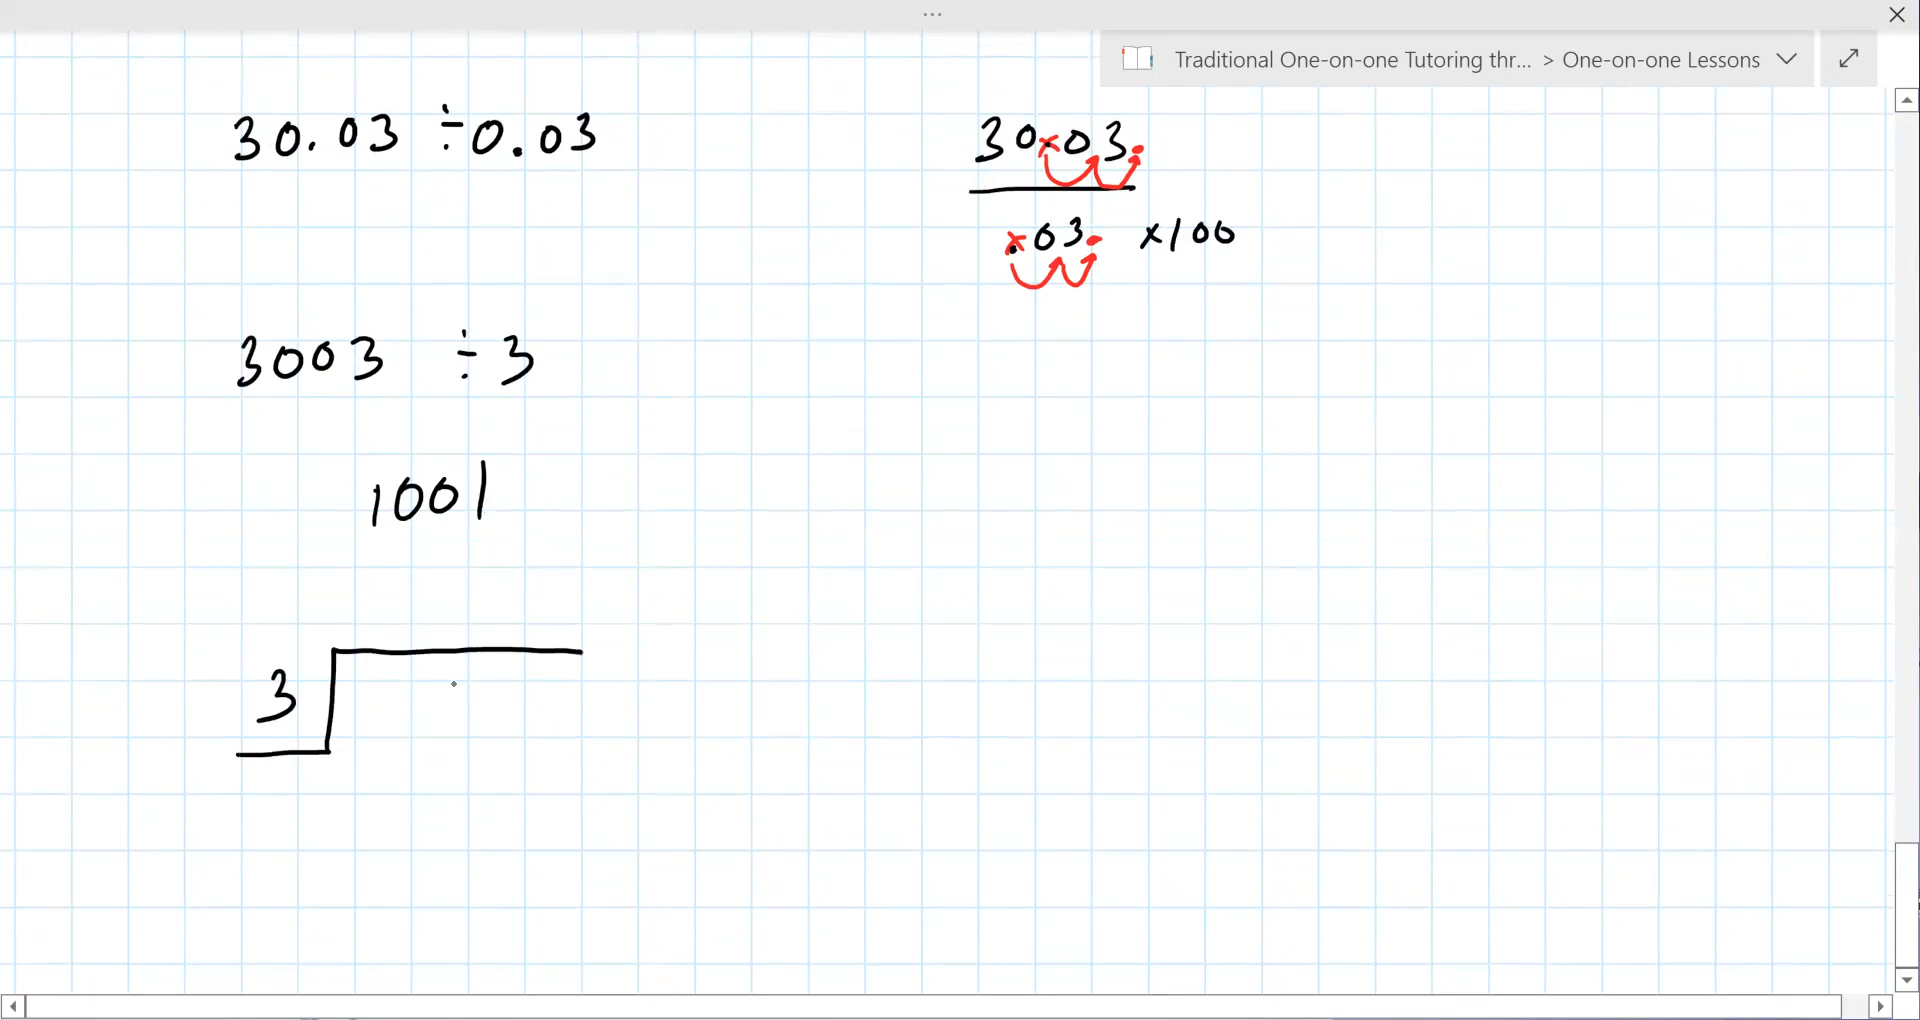 Traditional One-on-one Tutoring thr... > One-on-one Lessons
30.03 ÷ 0.03
30.03.
.03. ×100
3003 ÷ 3
1001
3